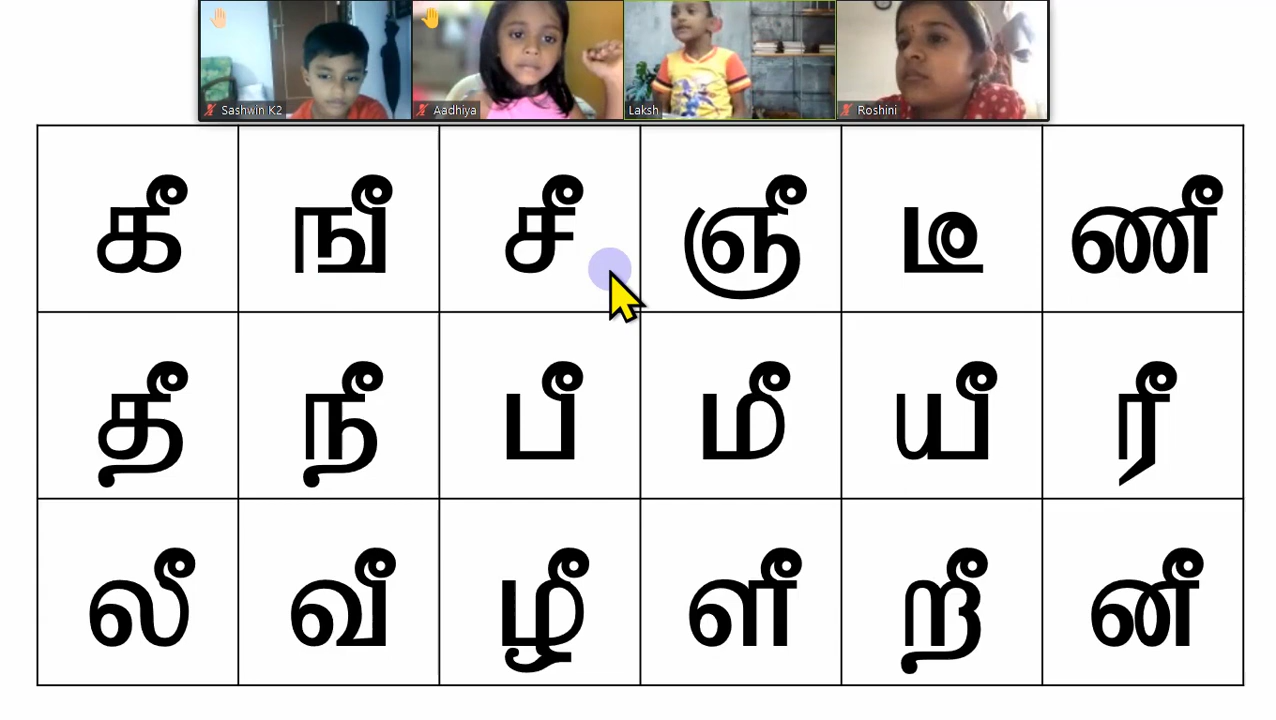 Sashwin K2 Aadhiya Laksh Roshini
கீ ஙீ சீ ஞீ டீ ணீ
தீ நீ பீ மீ யீ ரீ
லீ வீ ழீ ளீ றீ னீ